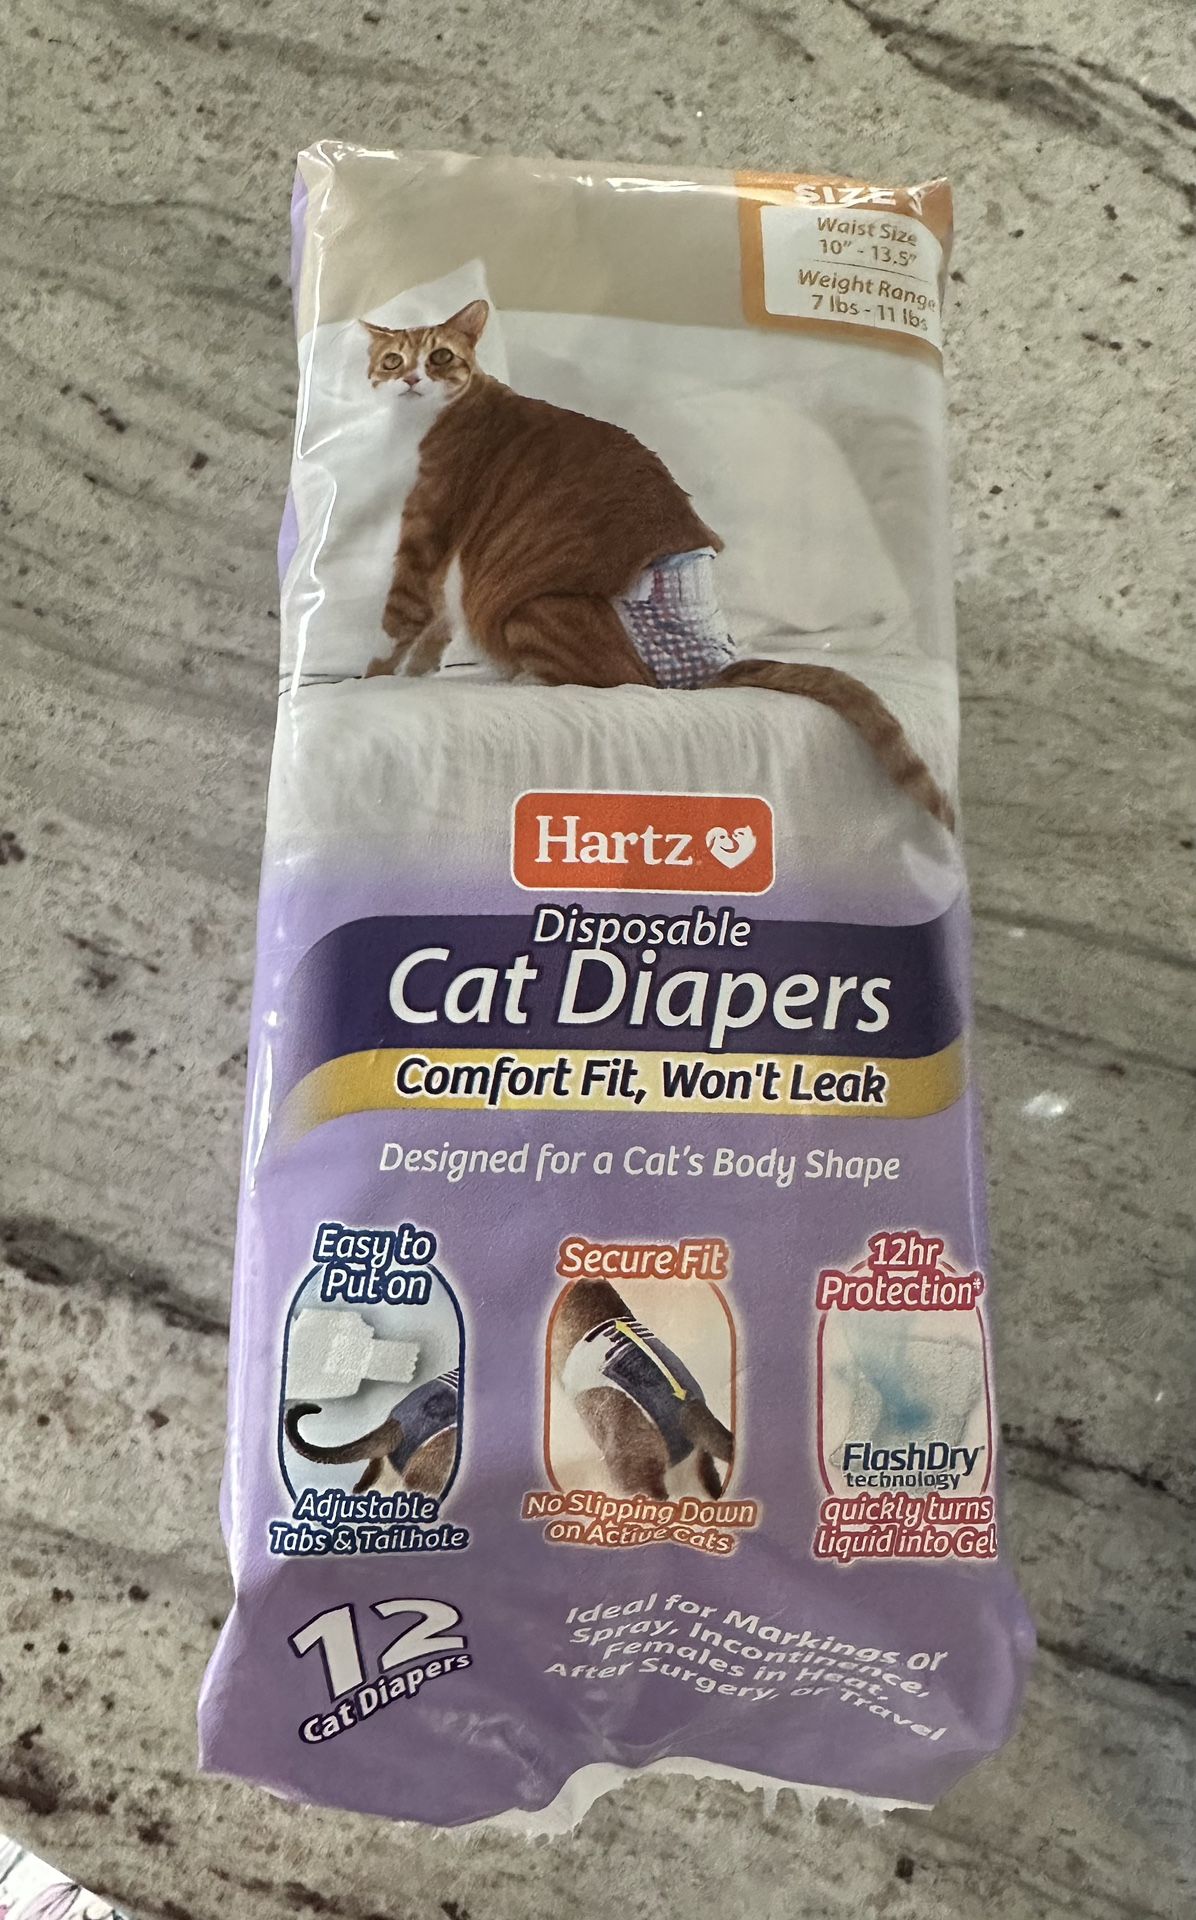 SIZE
Waist Size
10" - 13.5"
Weight Range
7 lbs - 11 lbs
Hartz
Disposable
Cat Diapers
Comfort Fit, Won't Leak
Designed for a Cat's Body Shape
Easy to
Put on
Adjustable
Tabs & Tailhole
Secure Fit
No Slipping Down
on Active Cats
12hr
Protection*
FlashDry
technology
quickly turns
liquid into Gel
12
Cat Diapers
Ideal for Markings or
Spray, Incontinence,
Females in Heat,
After Surgery, or Travel